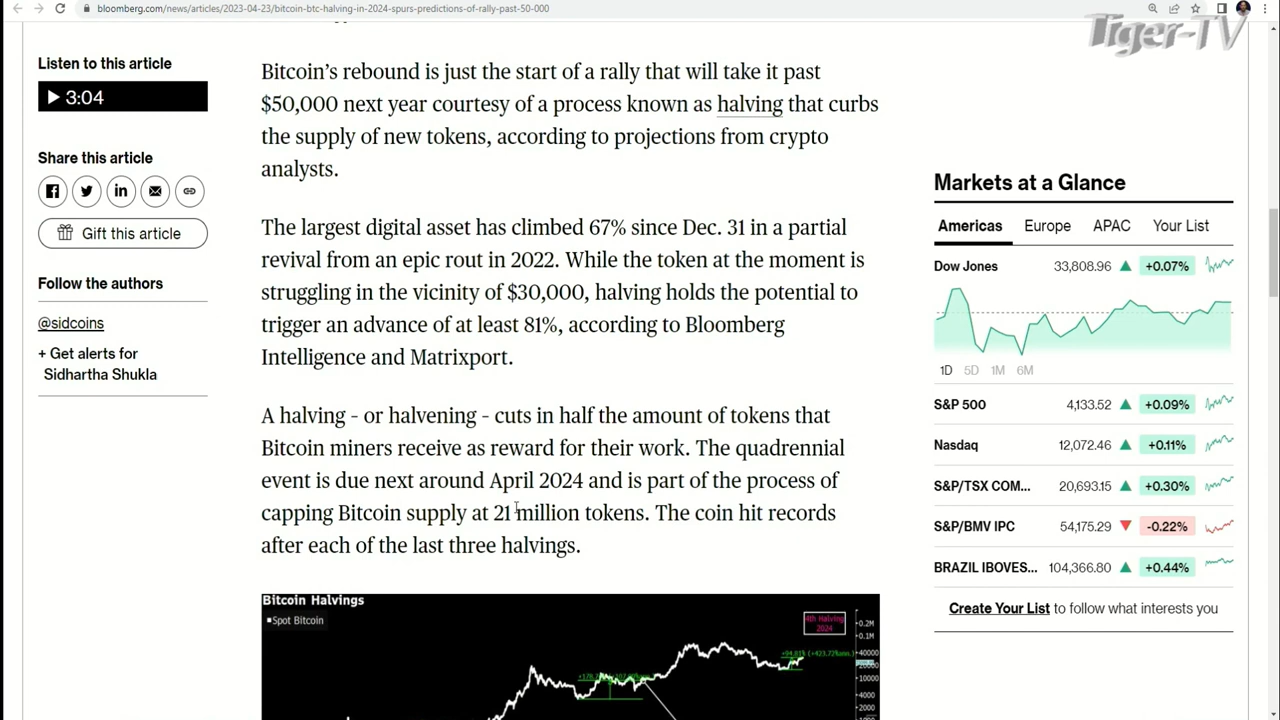 bloomberg.com/news/articles/2023-04-23/bitcoin-btc-halving-in-2024-spurs-predictions-of-rally-past-50-000
Tiger-TV
Listen to this article
3:04
Share this article
Gift this article
Follow the authors
@sidcoins
+ Get alerts for
Sidhartha Shukla
Bitcoin's rebound is just the start of a rally that will take it past
$50,000 next year courtesy of a process known as halving that curbs
the supply of new tokens, according to projections from crypto
analysts.
The largest digital asset has climbed 67% since Dec. 31 in a partial
revival from an epic rout in 2022. While the token at the moment is
struggling in the vicinity of $30,000, halving holds the potential to
trigger an advance of at least 81%, according to Bloomberg
Intelligence and Matrixport.
A halving - or halvening - cuts in half the amount of tokens that
Bitcoin miners receive as reward for their work. The quadrennial
event is due next around April 2024 and is part of the process of
capping Bitcoin supply at 21 million tokens. The coin hit records
after each of the last three halvings.
Bitcoin Halvings
Spot Bitcoin
4th Halving
2024
0.2M
0.1M
40000
10000
4000
2000
Markets at a Glance
Americas Europe APAC Your List
Dow Jones 33,808.96 +0.07%
1D 5D 1M 6M
S&P 500 4,133.52 +0.09%
Nasdaq 12,072.46 +0.11%
S&P/TSX COM... 20,693.15 +0.30%
S&P/BMV IPC 54,175.29 -0.22%
BRAZIL IBOVES... 104,366.80 +0.44%
Create Your List to follow what interests you